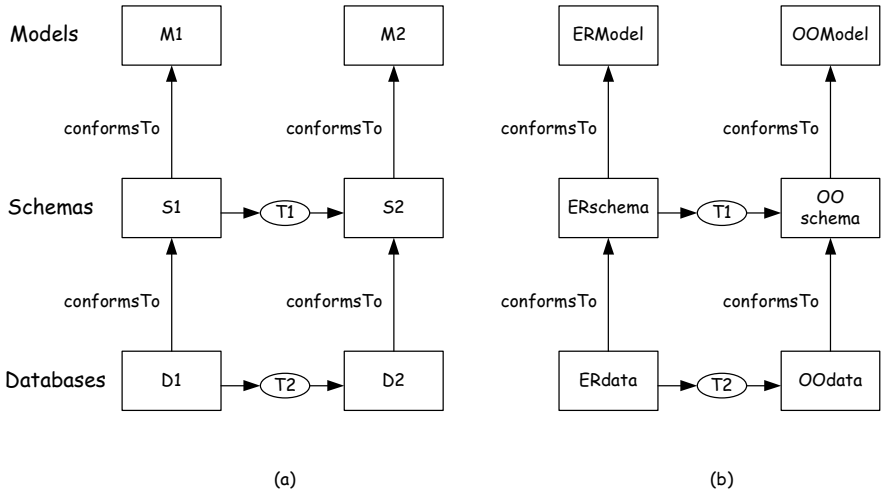 Models M1 M2 ERModel OOModel
conformsTo conformsTo conformsTo conformsTo
Schemas S1 T1 S2 ERschema T1 OO
schema
conformsTo conformsTo conformsTo conformsTo
Databases D1 T2 D2 ERdata T2 OOdata
(a) (b)